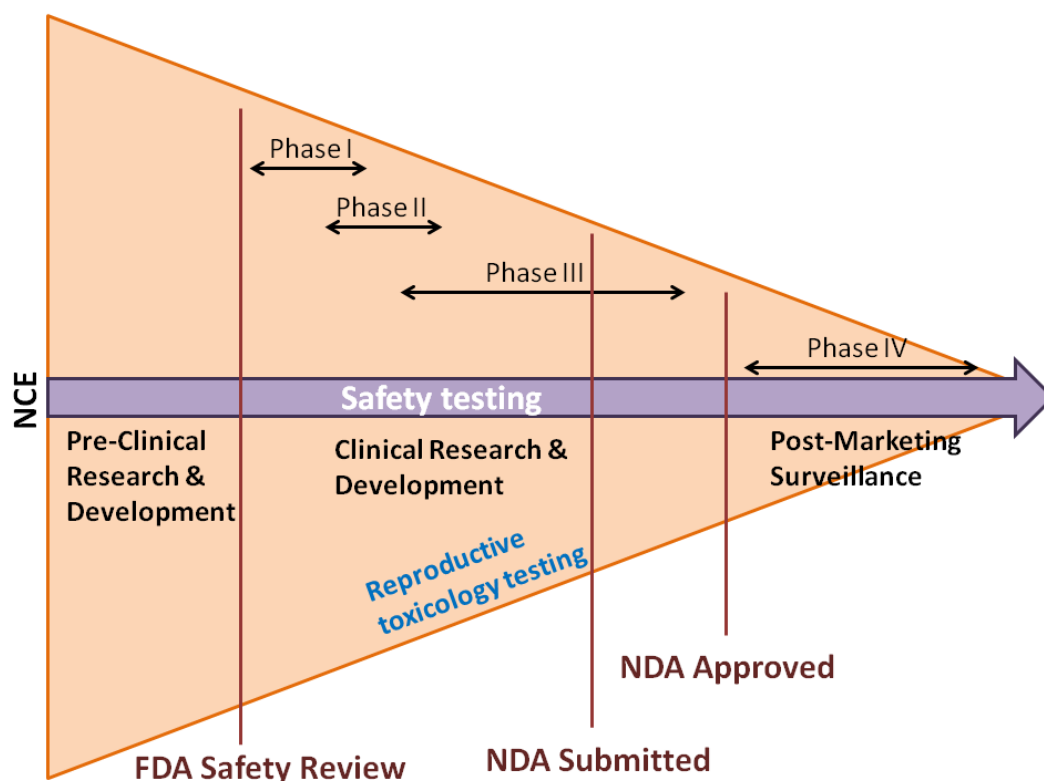 Phase I
Phase II
Phase III
Phase IV
NCE
Safety testing
Pre-Clinical
Research &
Development
Clinical Research &
Development
Post-Marketing
Surveillance
Reproductive
toxicology testing
NDA Approved
NDA Submitted
FDA Safety Review